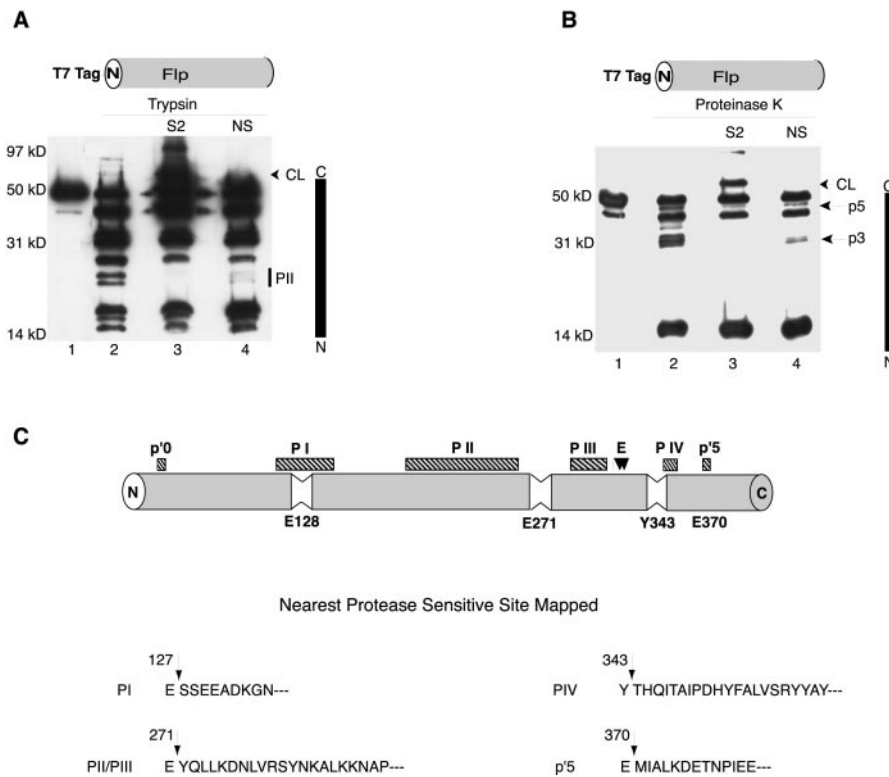 A
T7 Tag N Flp
Trypsin
S2 NS
97 kD
CL
C
50 kD
31 kD
PII
14 kD
N
1 2 3 4
B
T7 Tag N Flp
Proteinase K
S2 NS
CL
C
50 kD
p5
31 kD
p3
14 kD
N
1 2 3 4
C
p'0 P I P II P III E P IV p'5
N C
E128 E271 Y343 E370
Nearest Protease Sensitive Site Mapped
127
PI E SSEEADKGN---
343
PIV Y THQITAIPDHYFALVSRYYAY---
271
PII/PIII E YQLLKDNLVRSYNKALKKNAP---
370
p'5 E MIALKDETNPIEE---